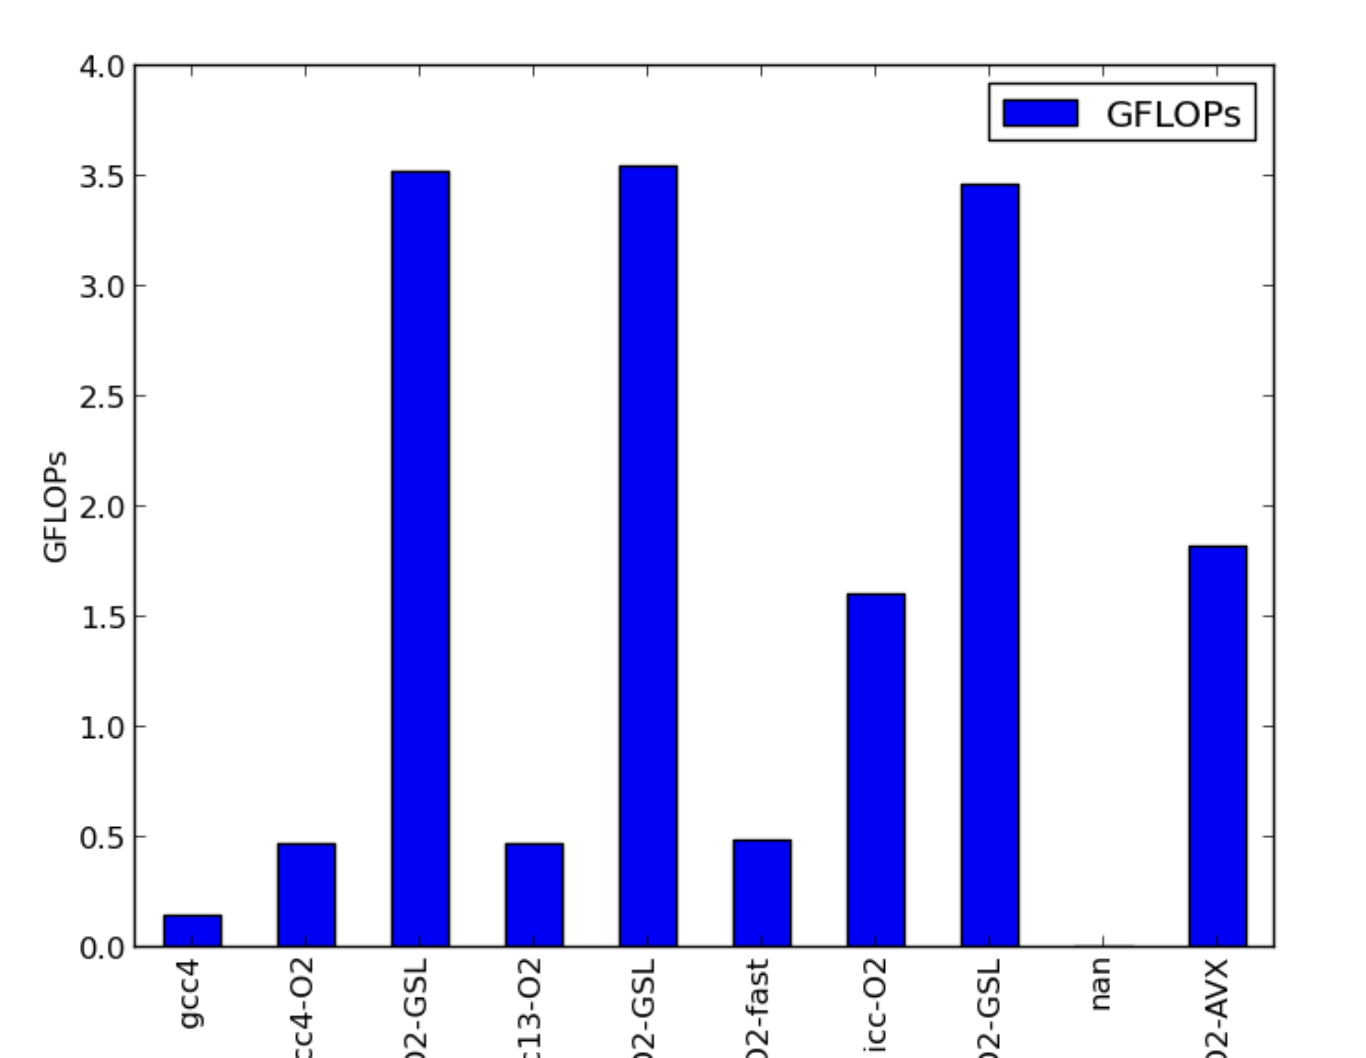 4.0
GFLOPs
3.5
3.0
2.5
2.0
1.5
1.0
0.5
0.0
GFLOPs
gcc4
cc4-O2
O2-GSL
c13-O2
O2-GSL
O2-fast
icc-O2
O2-GSL
nan
O2-AVX